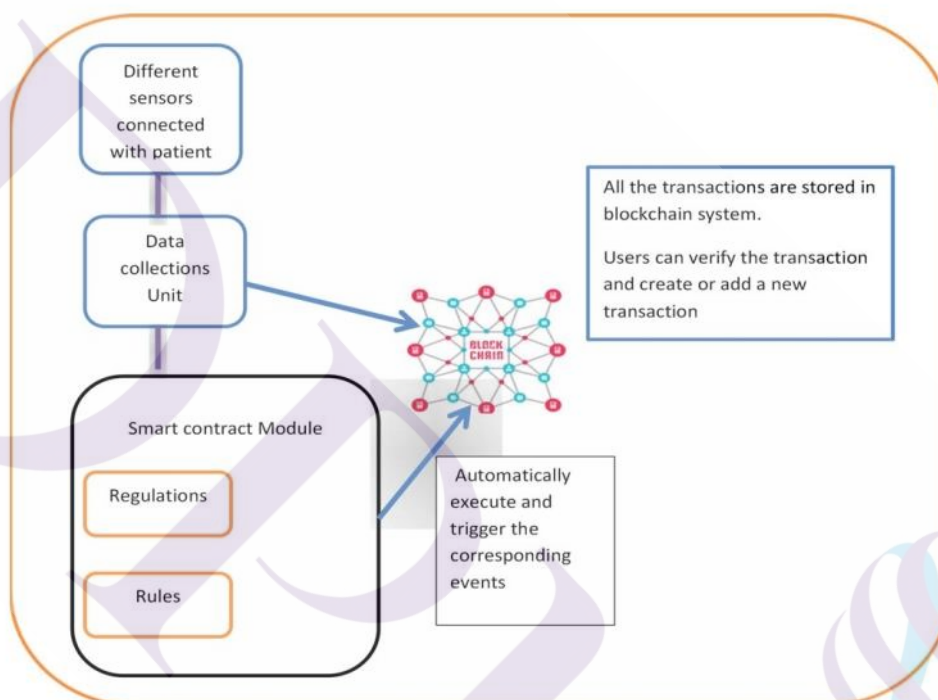 Different
sensors
connected
with patient
Data
collections
Unit
Smart contract Module
Regulations
Rules
BLOCK
CHAIN
Automatically
execute and
trigger the
corresponding
events
All the transactions are stored in
blockchain system.
Users can verify the transaction
and create or add a new
transaction